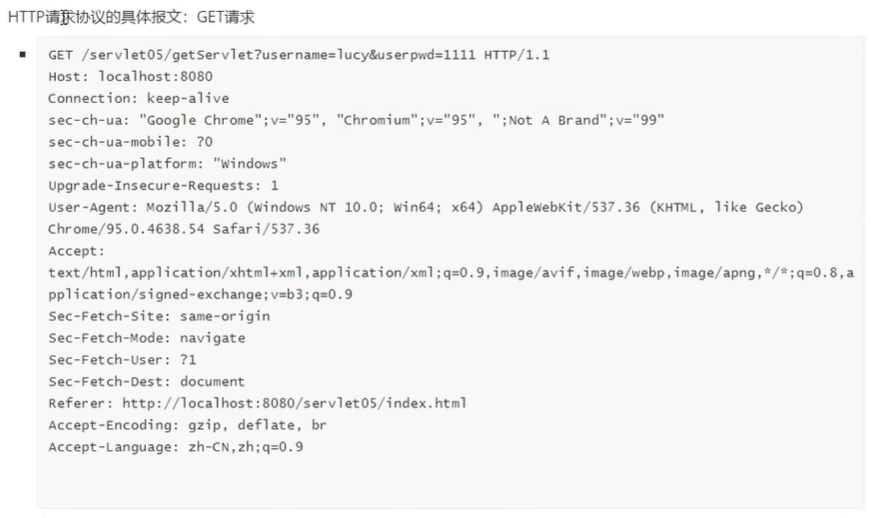 HTTP请求协议的具体报文：GET请求
GET /servlet05/getServlet?username=lucy&userpwd=1111 HTTP/1.1
Host: localhost:8080
Connection: keep-alive
sec-ch-ua: "Google Chrome";v="95", "Chromium";v="95", ";Not A Brand";v="99"
sec-ch-ua-mobile: ?0
sec-ch-ua-platform: "Windows"
Upgrade-Insecure-Requests: 1
User-Agent: Mozilla/5.0 (Windows NT 10.0; Win64; x64) AppleWebKit/537.36 (KHTML, like Gecko)
Chrome/95.0.4638.54 Safari/537.36
Accept:
text/html,application/xhtml+xml,application/xml;q=0.9,image/avif,image/webp,image/apng,*/*;q=0.8,a
pplication/signed-exchange;v=b3;q=0.9
Sec-Fetch-Site: same-origin
Sec-Fetch-Mode: navigate
Sec-Fetch-User: ?1
Sec-Fetch-Dest: document
Referer: http://localhost:8080/servlet05/index.html
Accept-Encoding: gzip, deflate, br
Accept-Language: zh-CN,zh;q=0.9